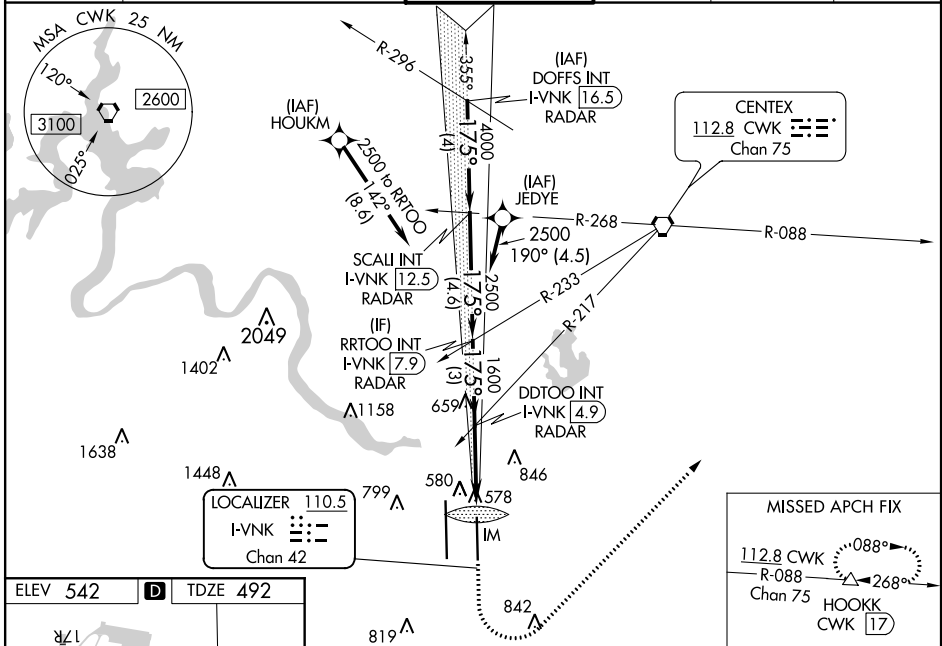 MSA CWK 25 NM
120°
2600
3100
025°
R-296
355°
(IAF)
DOFFS INT
I-VNK 16.5
RADAR
CENTEX
112.8 CWK
Chan 75
(IAF)
HOUKM
2500 to RRTOO
142°
(8.6)
4000
175°
(4)
(IAF)
JEDYE
R-268
R-088
2500
190° (4.5)
SCALI INT
I-VNK 12.5
RADAR
2500
175°
(4.6)
R-233
R-217
(IF)
RRTOO INT
I-VNK 7.9
RADAR
1600
175°
(3)
2049
1402
1158
659
DDTOO INT
I-VNK 4.9
RADAR
1638
1448
799
580
578
846
IM
LOCALIZER 110.5
I-VNK
Chan 42
MISSED APCH FIX
112.8 CWK
R-088
Chan 75
088°
268°
HOOKK
CWK 17
ELEV 542 D TDZE 492
17R
819
842